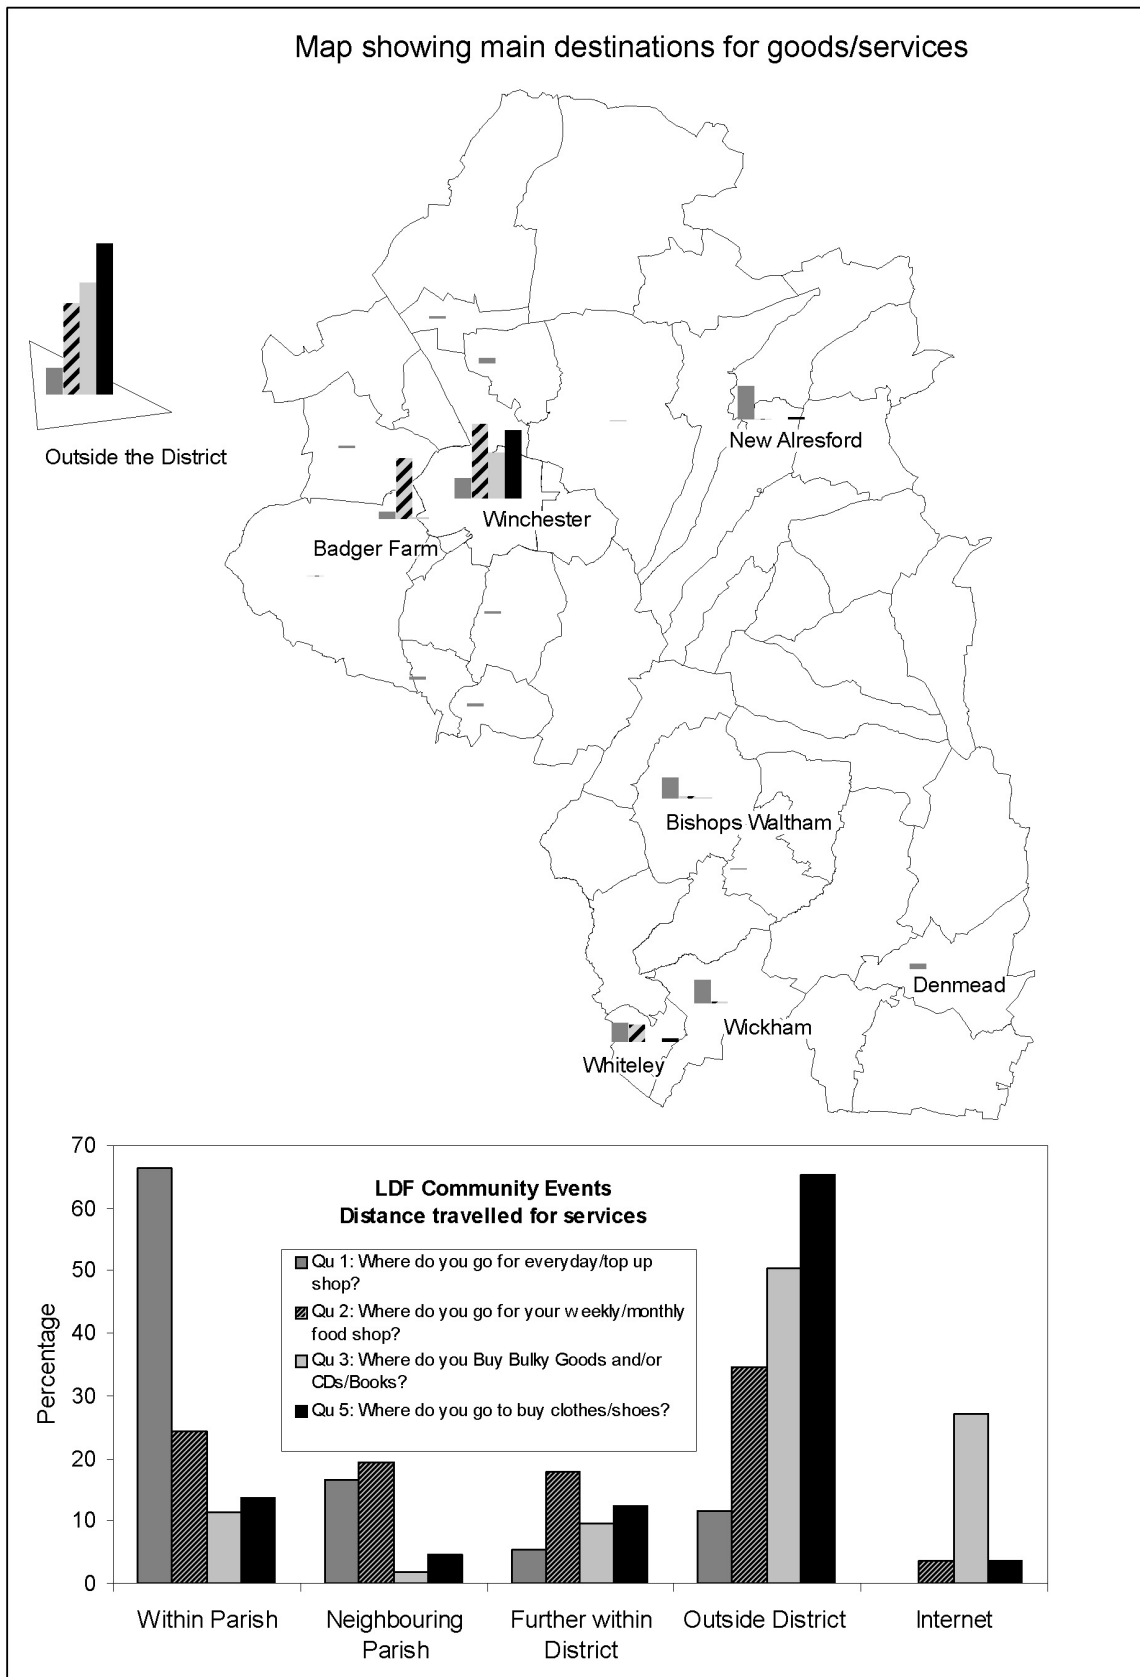 Map showing main destinations for goods/services
Outside the District
New Alresford
Winchester
Badger Farm
Bishops Waltham
Denmead
Wickham
Whiteley
LDF Community Events
Distance travelled for services
Qu 1: Where do you go for everyday/top up
shop?
Qu 2: Where do you go for your weekly/monthly
food shop?
Qu 3: Where do you Buy Bulky Goods and/or
CDs/Books?
Qu 5: Where do you go to buy clothes/shoes?
Percentage
70
60
50
40
30
20
10
0
Within Parish
Neighbouring
Parish
Further within
District
Outside District
Internet